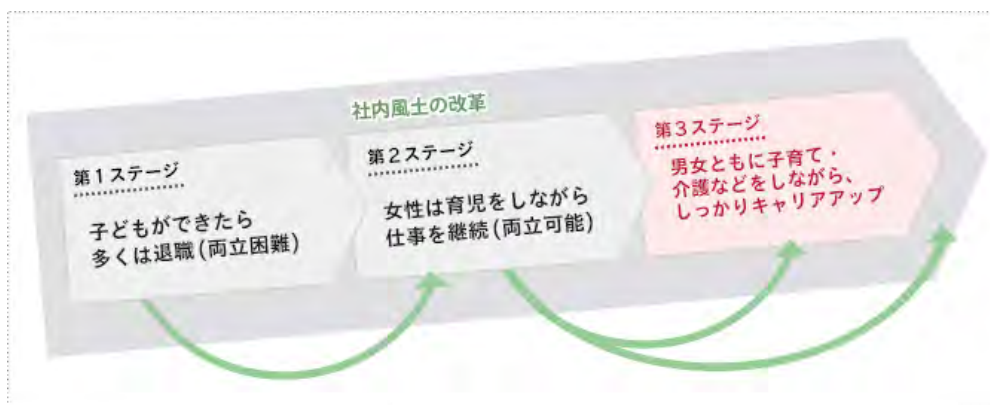 社内風土の改革
第1ステージ
子どもができたら
多くは退職(両立困難)
第2ステージ
女性は育児をしながら
仕事を継続(両立可能)
第3ステージ
男女ともに子育て・
介護などをしながら、
しっかりキャリアアップ